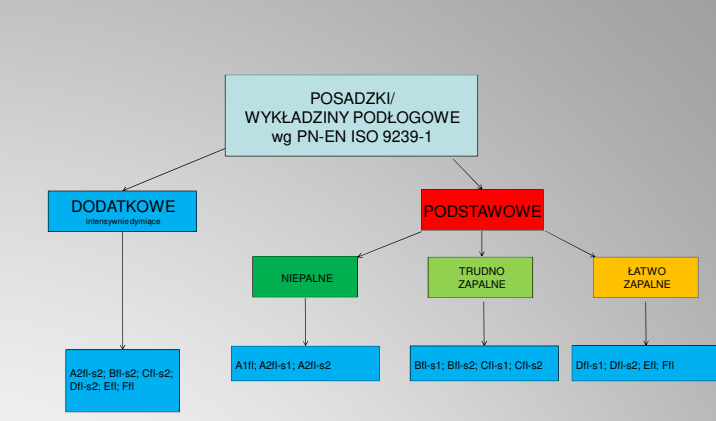 POSADZKI/
WYKŁADZINY PODŁOGOWE
wg PN-EN ISO 9239-1
DODATKOWE
intensywnie dymiące
PODSTAWOWE
NIEPALNE
TRUDNO
ZAPALNE
ŁATWO
ZAPALNE
A2fl-s2; Bfl-s2; Cfl-s2;
Dfl-s2; Efl; Ffl
A1fl; A2fl-s1; A2fl-s2
Bfl-s1; Bfl-s2; Cfl-s1; Cfl-s2
Dfl-s1; Dfl-s2; Efl; Ffl